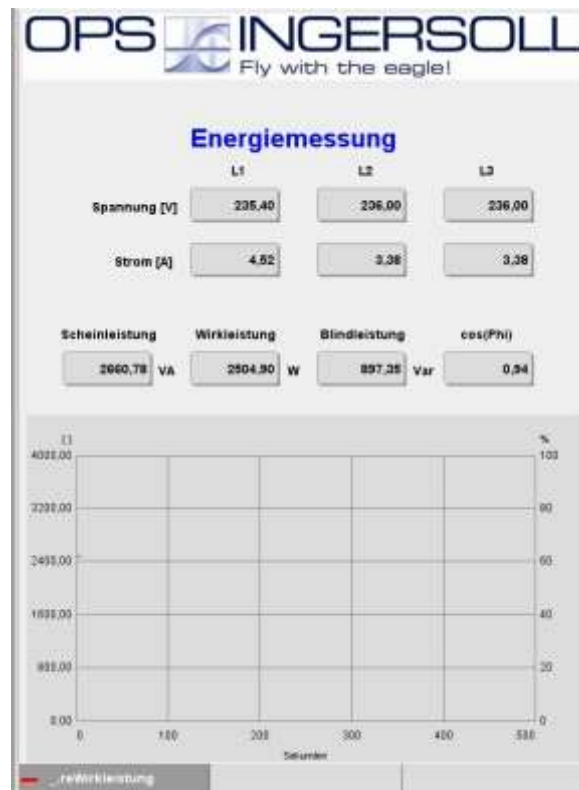 OPS INGERSOLL
Fly with the eagle!
Energiemessung
L1 L2 L3
Spannung [V] 235,40 236,00 236,00
Strom [A] 4,52 3,38 3,38
Scheinleistung Wirkleistung Blindleistung cos(Phi)
2660,78 VA 2504,90 W 897,35 Var 0,94
[] %
4000,00 100
3200,00 80
2400,00 60
1600,00 40
800,00 20
0.00 0
0 100 200 300 400 500
Sekunden
_reWirkleistung